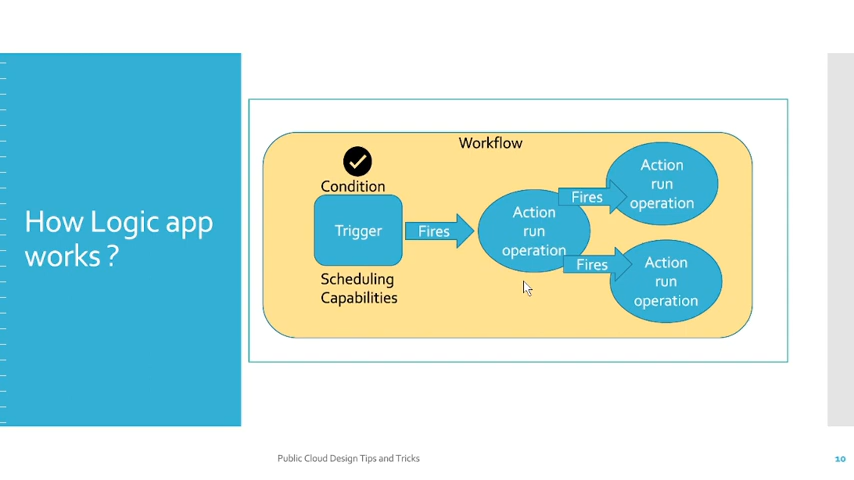 How Logic app
works ?
Workflow
Condition
Trigger
Scheduling
Capabilities
Fires
Action
run
operation
Fires
Action
run
operation
Fires
Action
run
operation
Public Cloud Design Tips and Tricks
10